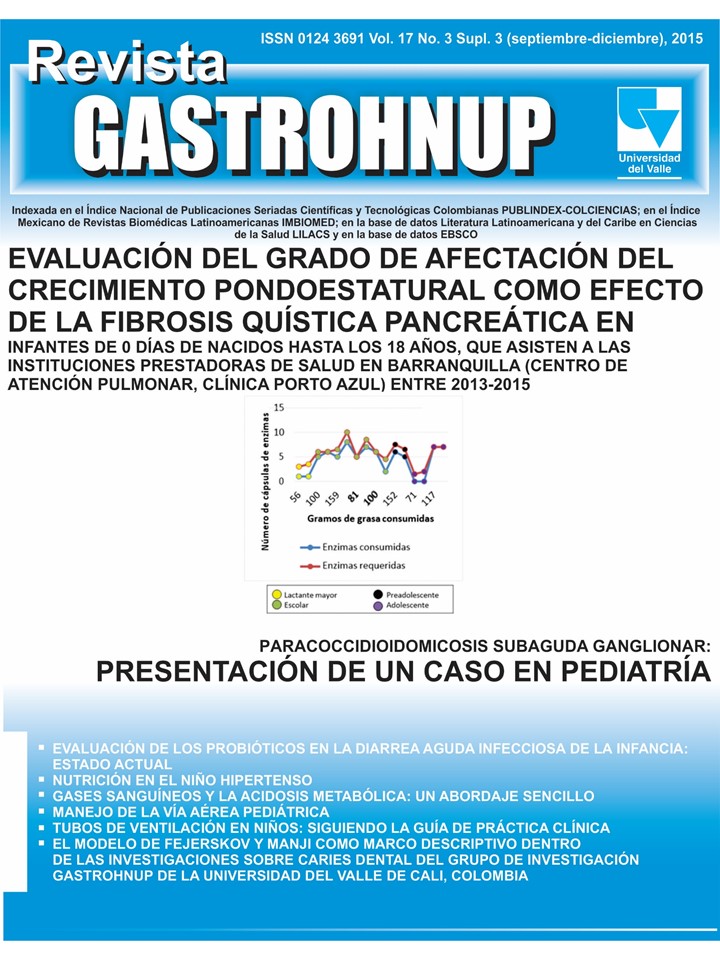 ISSN 0124 3691 Vol. 17 No. 3 Supl. 3 (septiembre-diciembre), 2015
Revista
GASTROHNUP
Universidad
del Valle
Indexada en el Índice Nacional de Publicaciones Seriadas Científicas y Tecnológicas Colombianas PUBLINDEX-COLCIENCIAS; en el Índice
Mexicano de Revistas Biomédicas Latinoamericanas IMBIOMED; en la base de datos Literatura Latinoamericana y del Caribe en Ciencias
de la Salud LILACS y en la base de datos EBSCO
EVALUACIÓN DEL GRADO DE AFECTACIÓN DEL
CRECIMIENTO PONDOESTATURAL COMO EFECTO
DE LA FIBROSIS QUÍSTICA PANCREÁTICA EN
INFANTES DE 0 DÍAS DE NACIDOS HASTA LOS 18 AÑOS, QUE ASISTEN A LAS
INSTITUCIONES PRESTADORAS DE SALUD EN BARRANQUILLA (CENTRO DE
ATENCIÓN PULMONAR, CLÍNICA PORTO AZUL) ENTRE 2013-2015
Número de cápsulas de enzimas
15
10
5
0
56 100 159 81 100 152 71 117
Gramos de grasa consumidas
Enzimas consumidas
Enzimas requeridas
Lactante mayor
Preadolescente
Escolar
Adolescente
PARACOCCIDIOIDOMICOSIS SUBAGUDA GANGLIONAR:
PRESENTACIÓN DE UN CASO EN PEDIATRÍA
▪ EVALUACIÓN DE LOS PROBIÓTICOS EN LA DIARREA AGUDA INFECCIOSA DE LA INFANCIA:
ESTADO ACTUAL
▪ NUTRICIÓN EN EL NIÑO HIPERTENSO
▪ GASES SANGUÍNEOS Y LA ACIDOSIS METABÓLICA: UN ABORDAJE SENCILLO
▪ MANEJO DE LA VÍA AÉREA PEDIÁTRICA
▪ TUBOS DE VENTILACIÓN EN NIÑOS: SIGUIENDO LA GUÍA DE PRÁCTICA CLÍNICA
▪ EL MODELO DE FEJERSKOV Y MANJI COMO MARCO DESCRIPTIVO DENTRO
DE LAS INVESTIGACIONES SOBRE CARIES DENTAL DEL GRUPO DE INVESTIGACIÓN
GASTROHNUP DE LA UNIVERSIDAD DEL VALLE DE CALI, COLOMBIA